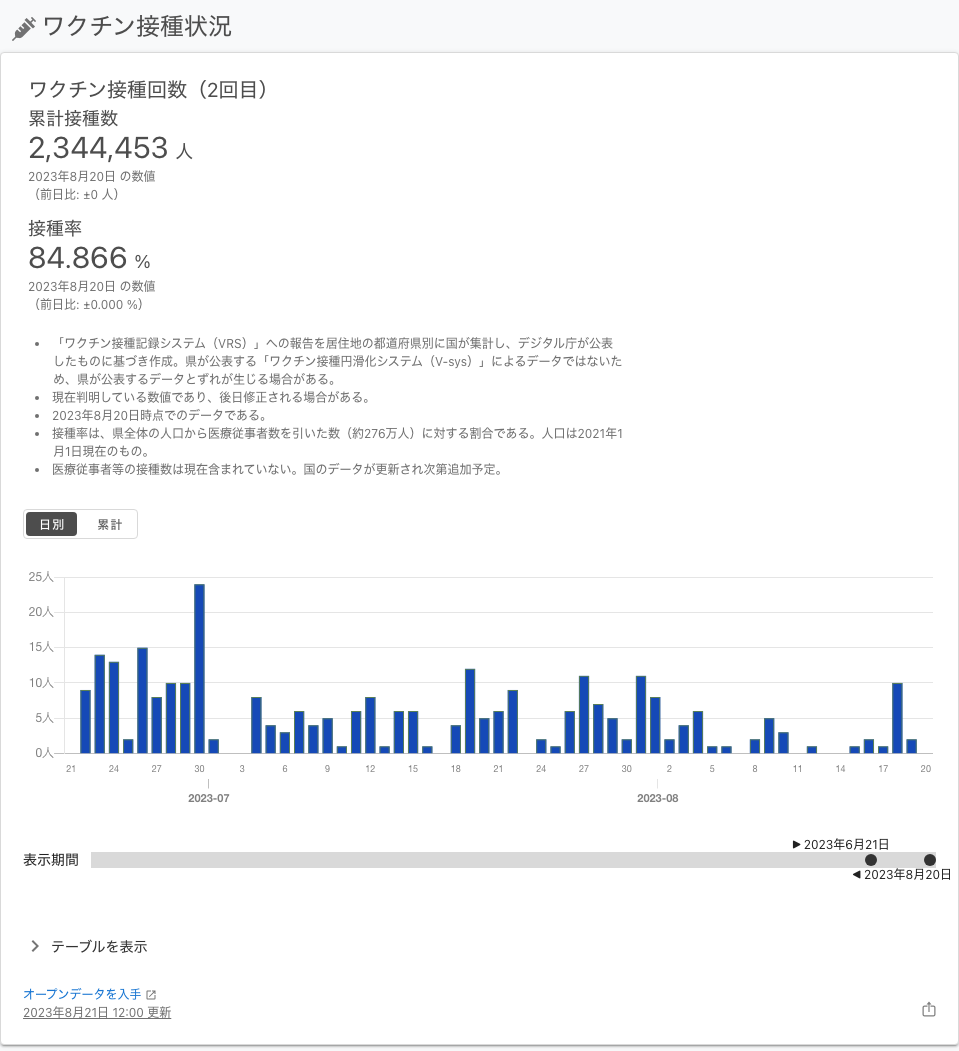 ワクチン接種状況
ワクチン接種回数（2回目）
累計接種数
2,344,453 人
2023年8月20日 の数値
（前日比: ±0 人）
接種率
84.866 %
2023年8月20日 の数値
（前日比: ±0.000 %）
• 「ワクチン接種記録システム（VRS）」への報告を居住地の都道府県別に国が集計し、デジタル庁が公表
したものに基づき作成。県が公表する「ワクチン接種円滑化システム（V-sys）」によるデータではないた
め、県が公表するデータとずれが生じる場合がある。
• 現在判明している数値であり、後日修正される場合がある。
• 2023年8月20日時点でのデータである。
• 接種率は、県全体の人口から医療従事者数を引いた数（約276万人）に対する割合である。人口は2021年1
月1日現在のもの。
• 医療従事者等の接種数は現在含まれていない。国のデータが更新され次第追加予定。
日別 累計
25人
20人
15人
10人
5人
0人
21 24 27 30 3 6 9 12 15 18 21 24 27 30 2 5 8 11 14 17 20
2023-07 2023-08
▶ 2023年6月21日
表示期間
◀ 2023年8月20日
テーブルを表示
オープンデータを入手
2023年8月21日 12:00 更新